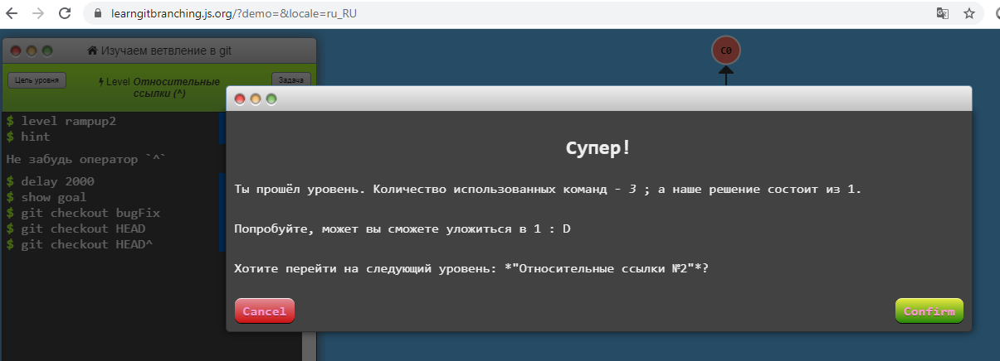 learngitbranching.js.org/?demo=&locale=ru_RU
Изучаем ветвление в git
Цель уровня
Level Относительные
ссылки (^)
Задача
$ level rampup2
$ hint
Не забудь оператор `^`
$ delay 2000
$ show goal
$ git checkout bugFix
$ git checkout HEAD
$ git checkout HEAD^
C0
Супер!
Ты прошёл уровень. Количество использованных команд - 3 ; а наше решение состоит из 1.
Попробуйте, может вы сможете уложиться в 1 : D
Хотите перейти на следующий уровень: *"Относительные ссылки №2"*?
Cancel
Confirm